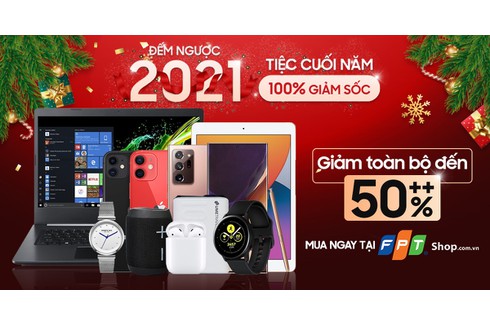 ĐẾM NGƯỢC
2021
TIỆC CUỐI NĂM
100% GIẢM SỐC
Giảm toàn bộ đến
50%++
MUA NGAY TẠI FPT Shop.com.vn